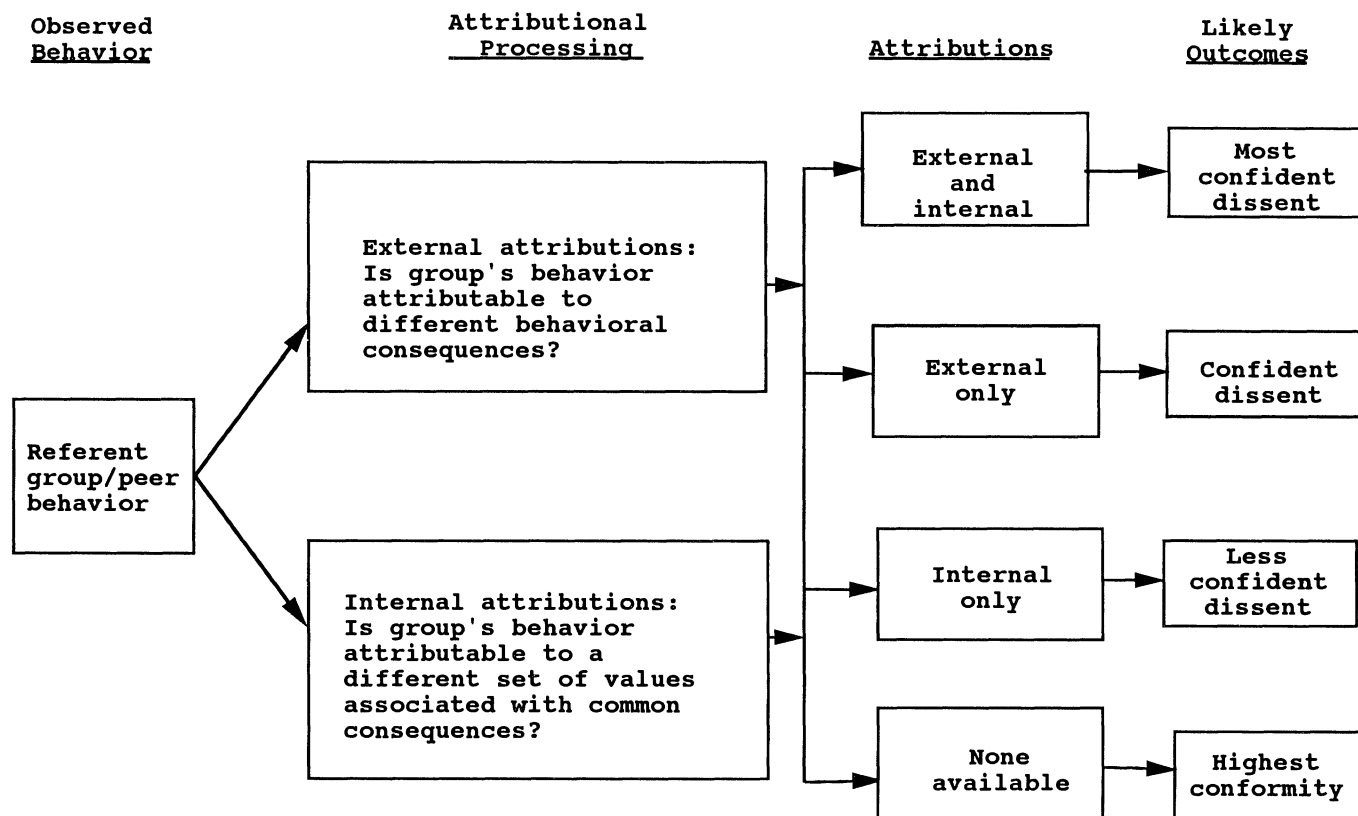 Observed
Behavior
Attributional
Processing
Attributions
Likely
Outcomes
Referent
group/peer
behavior
External attributions:
Is group's behavior
attributable to
different behavioral
consequences?
Internal attributions:
Is group's behavior
attributable to a
different set of values
associated with common
consequences?
External
and
internal
Most
confident
dissent
External
only
Confident
dissent
Internal
only
Less
confident
dissent
None
available
Highest
conformity